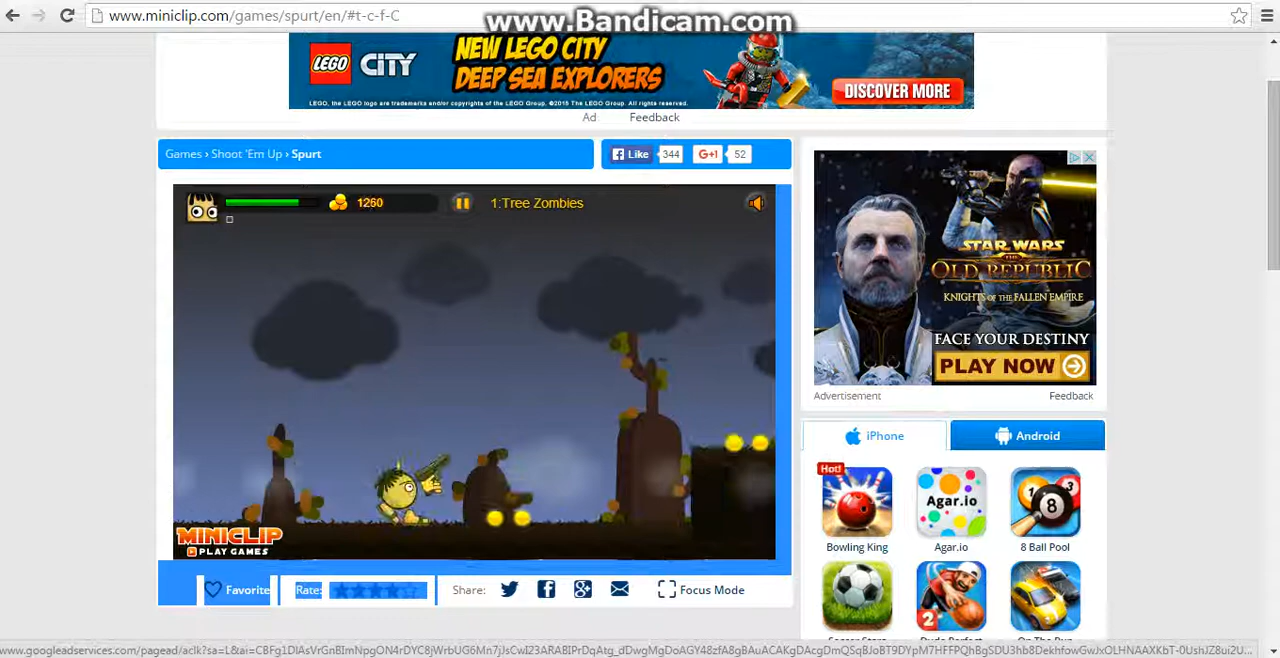 www.miniclip.com/games/spurt/en/#t-c-f-C
www.Bandicam.com
LEGO CITY
NEW LEGO CITY
DEEP SEA EXPLORERS
DISCOVER MORE
LEGO, the LEGO logo are trademarks and/or copyrights of the LEGO Group. ©2015 The LEGO Group. All rights reserved.
Ad Feedback
Games › Shoot 'Em Up › Spurt
Like 344 G+1 52
1260 1:Tree Zombies
STAR WARS
THE OLD REPUBLIC
KNIGHTS OF THE FALLEN EMPIRE
FACE YOUR DESTINY
PLAY NOW
Advertisement Feedback
iPhone Android
Hot!
Agar.io
8
Bowling King Agar.io 8 Ball Pool
MINICLIP
PLAY GAMES
2
Favorite Rate: Share: Focus Mode